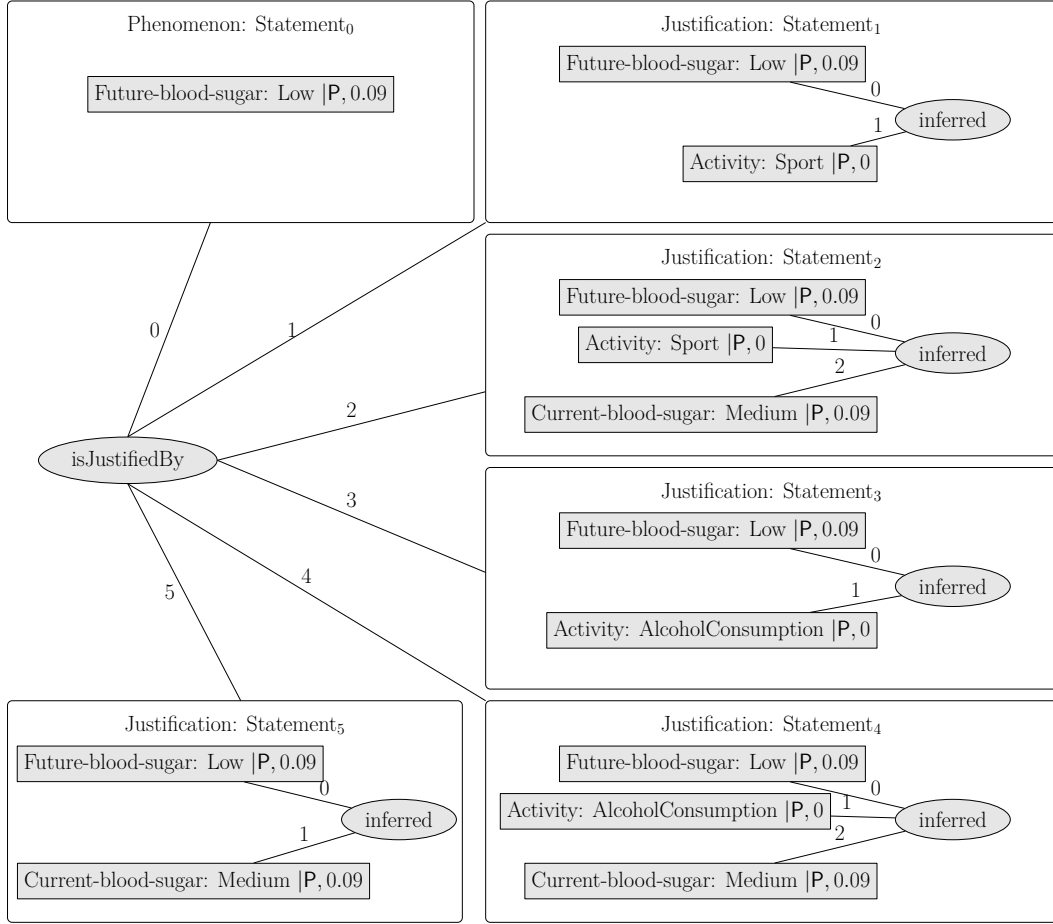 Phenomenon: Statement₀
Future-blood-sugar: Low |P, 0.09
Justification: Statement₁
Future-blood-sugar: Low |P, 0.09
0
inferred
1
Activity: Sport |P, 0
Justification: Statement₂
Future-blood-sugar: Low |P, 0.09
0
1
Activity: Sport |P, 0
inferred
2
Current-blood-sugar: Medium |P, 0.09
0
1
2
isJustifiedBy
3
4
5
Justification: Statement₃
Future-blood-sugar: Low |P, 0.09
0
inferred
1
Activity: AlcoholConsumption |P, 0
Justification: Statement₅
Future-blood-sugar: Low |P, 0.09
0
inferred
1
Current-blood-sugar: Medium |P, 0.09
Justification: Statement₄
Future-blood-sugar: Low |P, 0.09
0
Activity: AlcoholConsumption |P, 0
1
inferred
2
Current-blood-sugar: Medium |P, 0.09